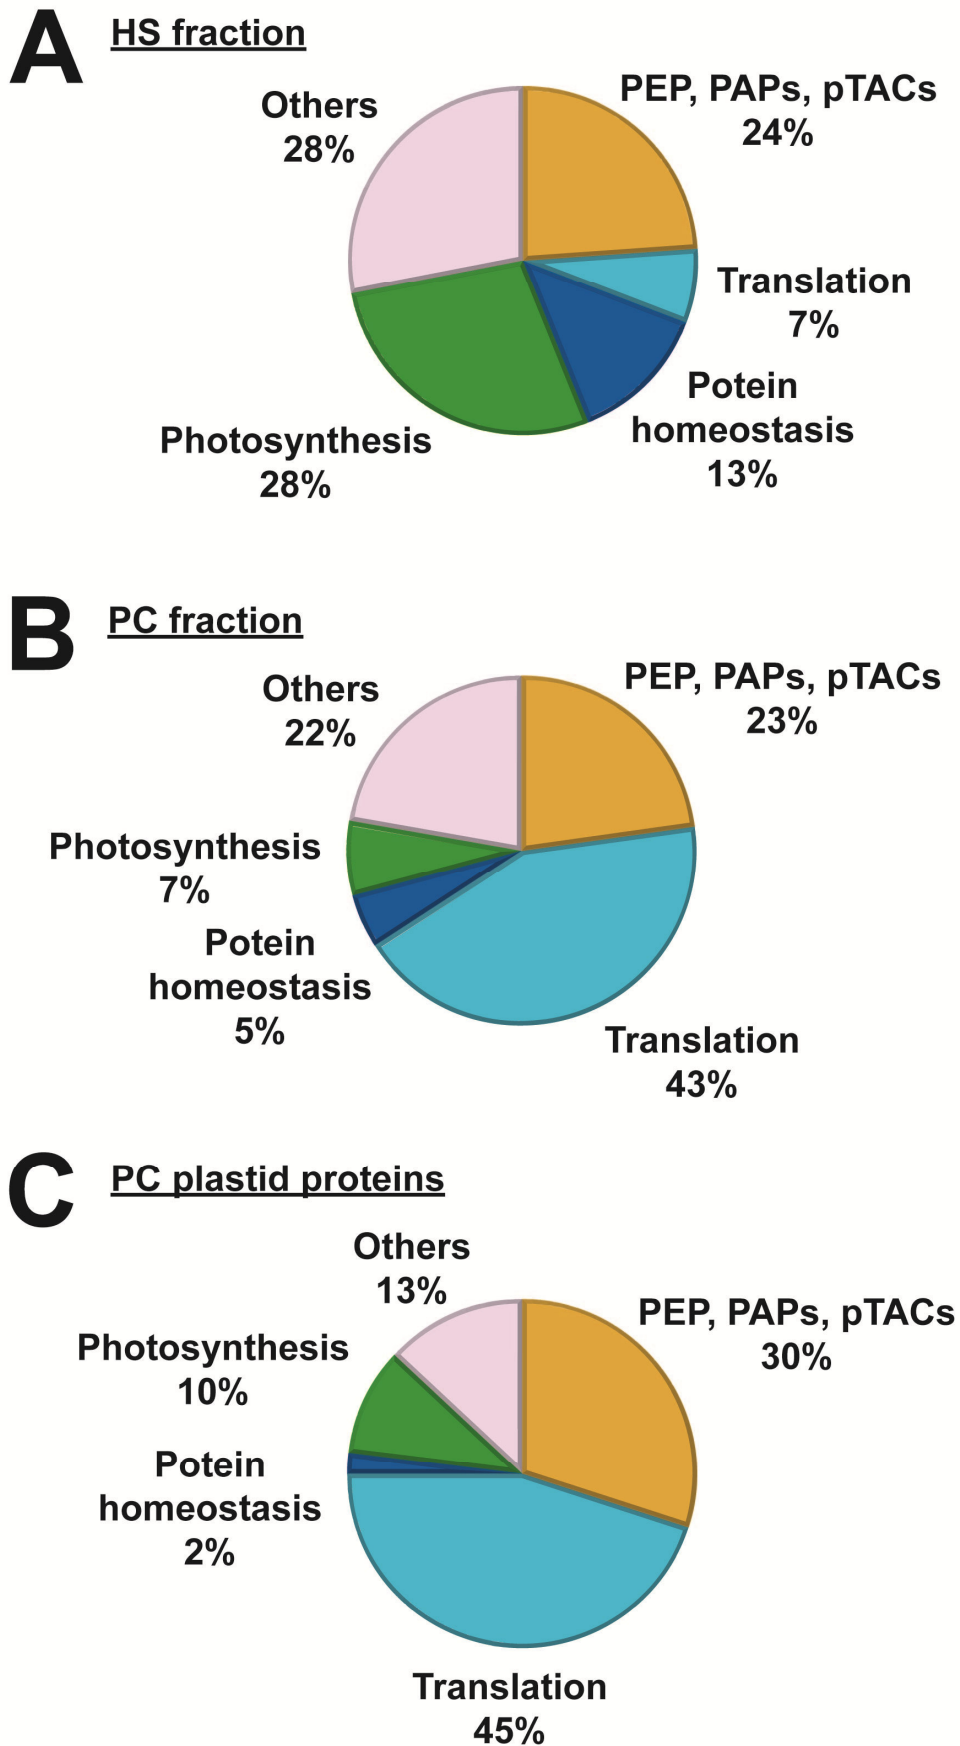 A HS fraction
Others
28%
PEP, PAPs, pTACs
24%
Translation
7%
Potein
homeostasis
13%
Photosynthesis
28%
B PC fraction
Others
22%
PEP, PAPs, pTACs
23%
Photosynthesis
7%
Potein
homeostasis
5%
Translation
43%
C PC plastid proteins
Others
13%
PEP, PAPs, pTACs
30%
Photosynthesis
10%
Potein
homeostasis
2%
Translation
45%